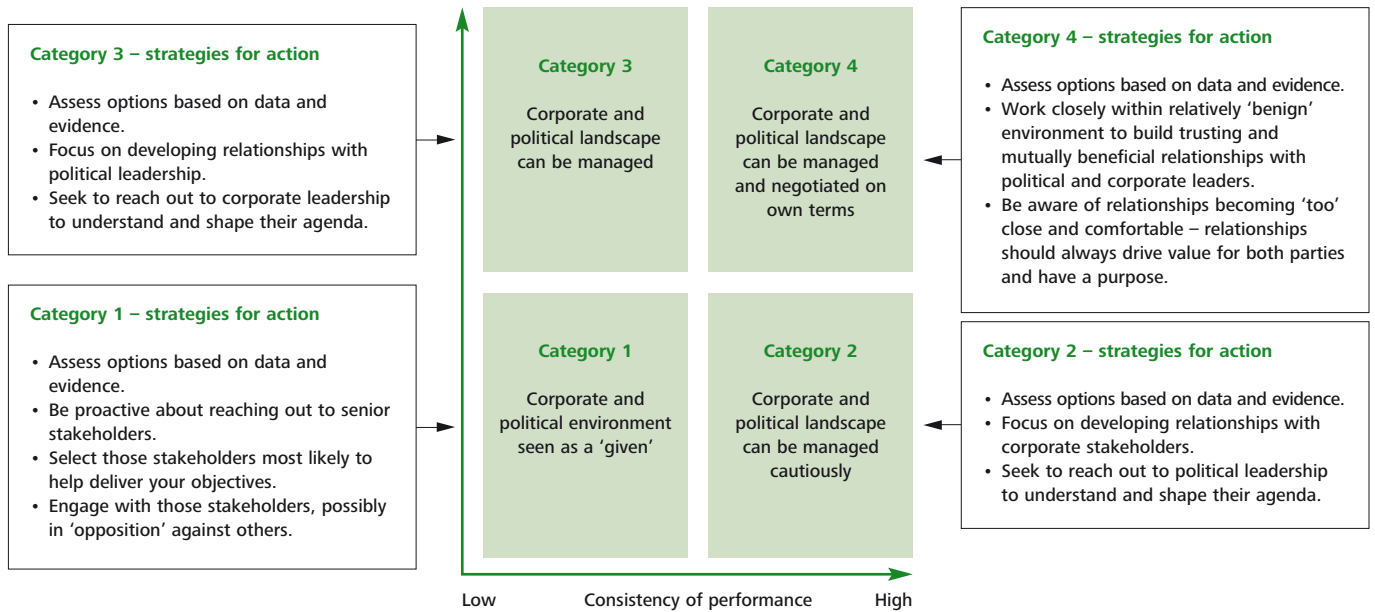 Category 3 – strategies for action
• Assess options based on data and
evidence.
• Focus on developing relationships with
political leadership.
• Seek to reach out to corporate leadership
to understand and shape their agenda.
Category 1 – strategies for action
• Assess options based on data and
evidence.
• Be proactive about reaching out to senior
stakeholders.
• Select those stakeholders most likely to
help deliver your objectives.
• Engage with those stakeholders, possibly
in ‘opposition’ against others.
Category 3
Corporate and
political landscape
can be managed
Category 4
Corporate and
political landscape
can be managed
and negotiated on
own terms
Category 1
Corporate and
political environment
seen as a ‘given’
Category 2
Corporate and
political landscape
can be managed
cautiously
Low Consistency of performance High
Category 4 – strategies for action
• Assess options based on data and evidence.
• Work closely within relatively ‘benign’
environment to build trusting and
mutually beneficial relationships with
political and corporate leaders.
• Be aware of relationships becoming ‘too’
close and comfortable – relationships
should always drive value for both parties
and have a purpose.
Category 2 – strategies for action
• Assess options based on data and evidence.
• Focus on developing relationships with
corporate stakeholders.
• Seek to reach out to political leadership
to understand and shape their agenda.